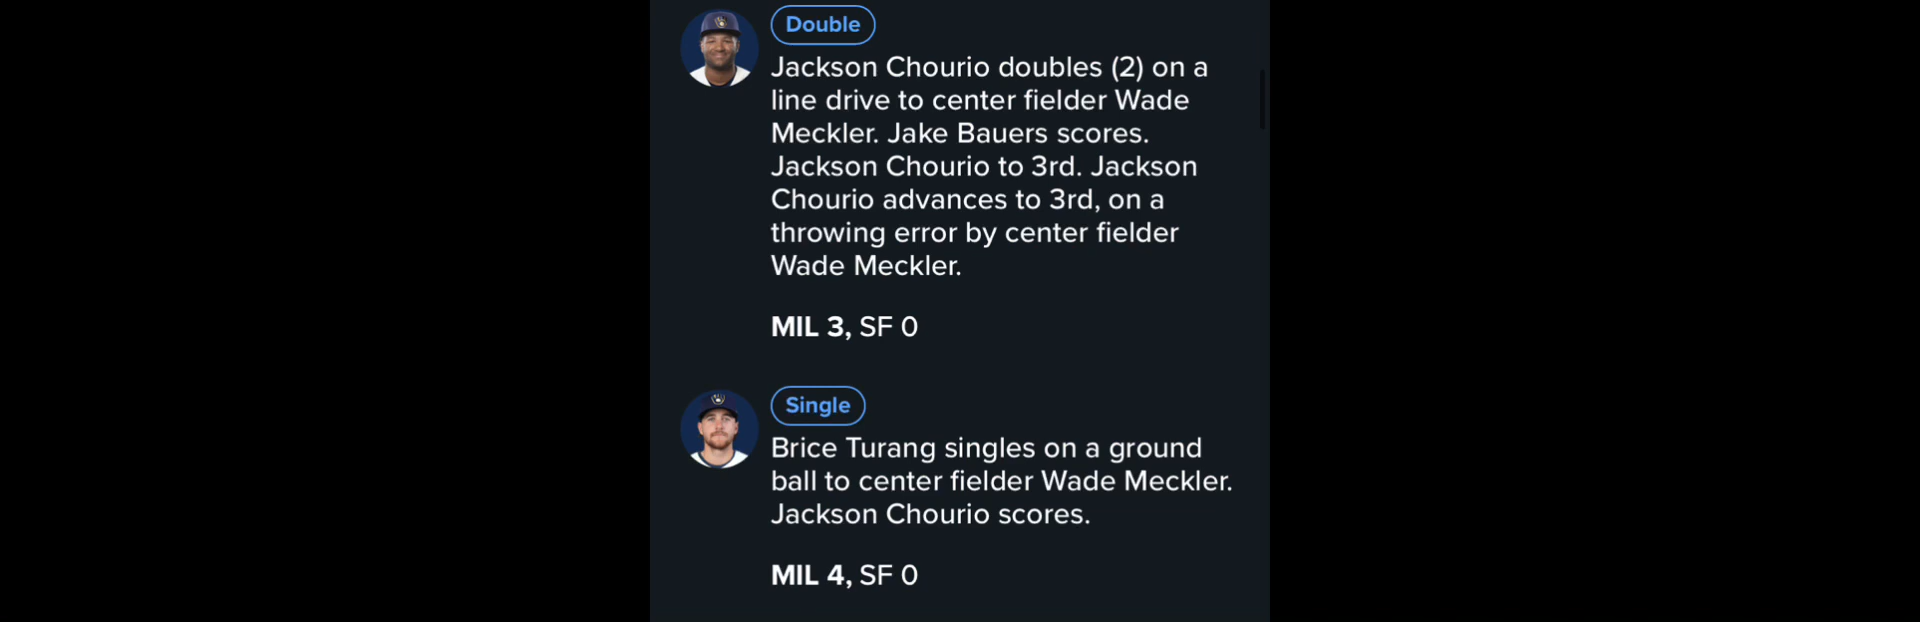 Double
Jackson Chourio doubles (2) on a
line drive to center fielder Wade
Meckler. Jake Bauers scores.
Jackson Chourio to 3rd. Jackson
Chourio advances to 3rd, on a
throwing error by center fielder
Wade Meckler.
MIL 3, SF 0
Single
Brice Turang singles on a ground
ball to center fielder Wade Meckler.
Jackson Chourio scores.
MIL 4, SF 0